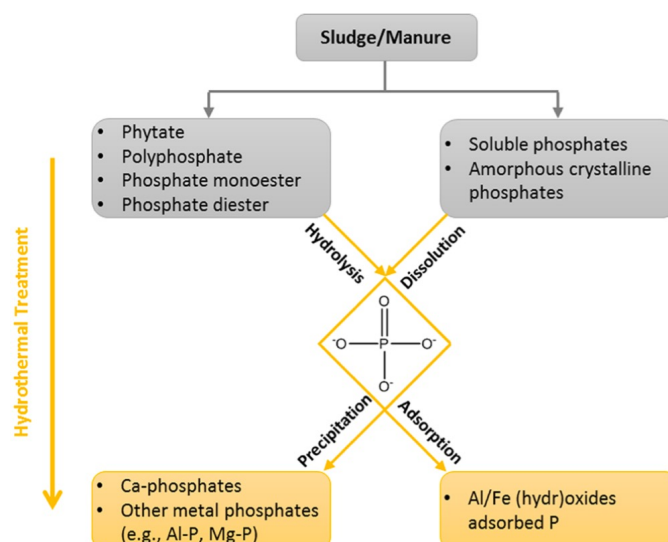 Sludge/Manure
• Phytate
• Polyphosphate
• Phosphate monoester
• Phosphate diester
• Soluble phosphates
• Amorphous crystalline
phosphates
Hydrothermal Treatment
Hydrolysis
Dissolution
O
⁻O—P—O⁻
O⁻
Precipitation
Adsorption
• Ca-phosphates
• Other metal phosphates
(e.g., Al-P, Mg-P)
• Al/Fe (hydr)oxides
adsorbed P